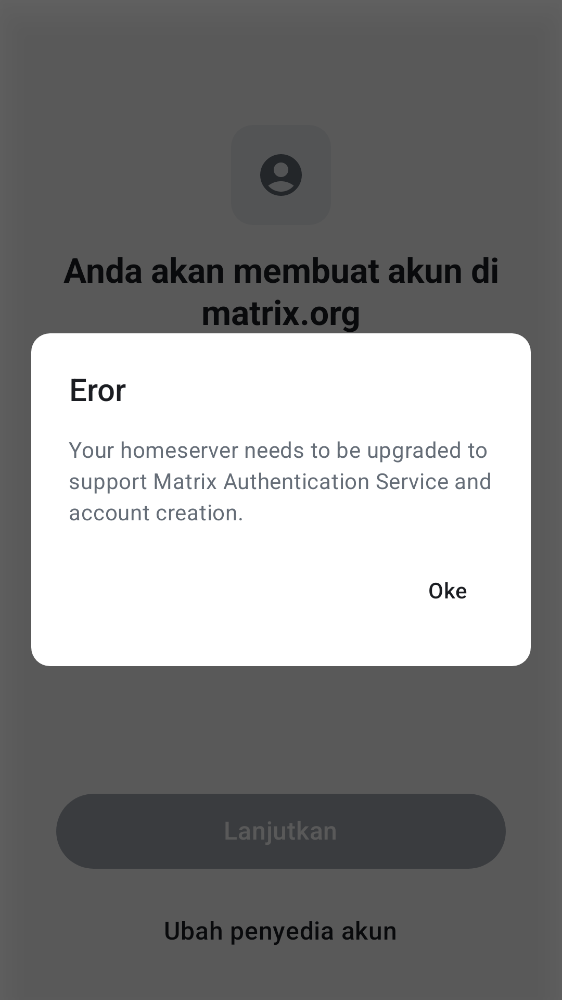 Anda akan membuat akun di
matrix.org
Eror
Your homeserver needs to be upgraded to
support Matrix Authentication Service and
account creation.
Oke
Lanjutkan
Ubah penyedia akun